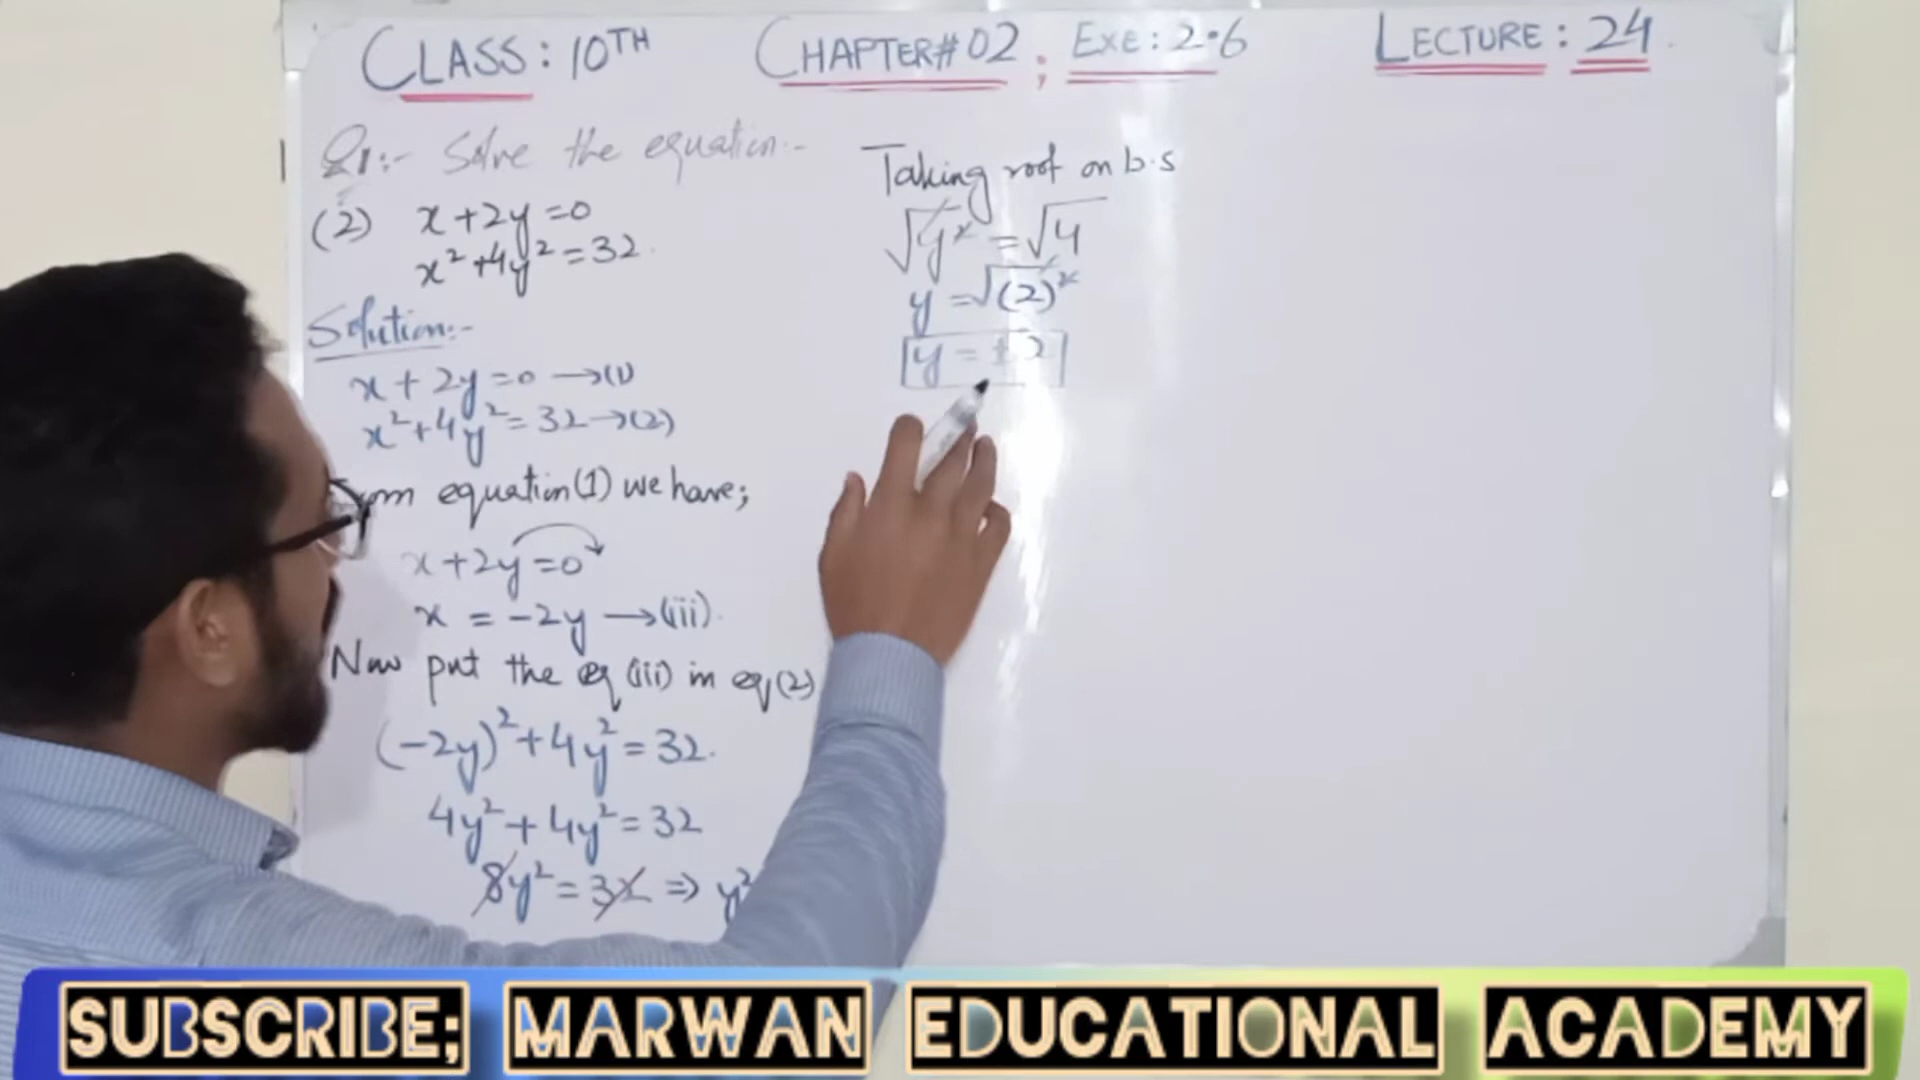 CLASS: 10TH CHAPTER#02 ; EXE: 2.6 LECTURE: 24
Q1:- Solve the equation:-
(2) x+2y=0
x²+4y²=32.
Solution:-
x+2y=0→(1)
x²+4y²=32→(2)
equation(1) we have;
x+2y=0
x=-2y→(iii).
Now put the eq (iii) in eq(2)
(-2y)²+4y²=32.
4y²+4y²=32
8y²=32⇒y²
Taking root on b.s
√y²=√4
y=√(2)²
y=±2
SUBSCRIBE; MARWAN EDUCATIONAL ACADEMY